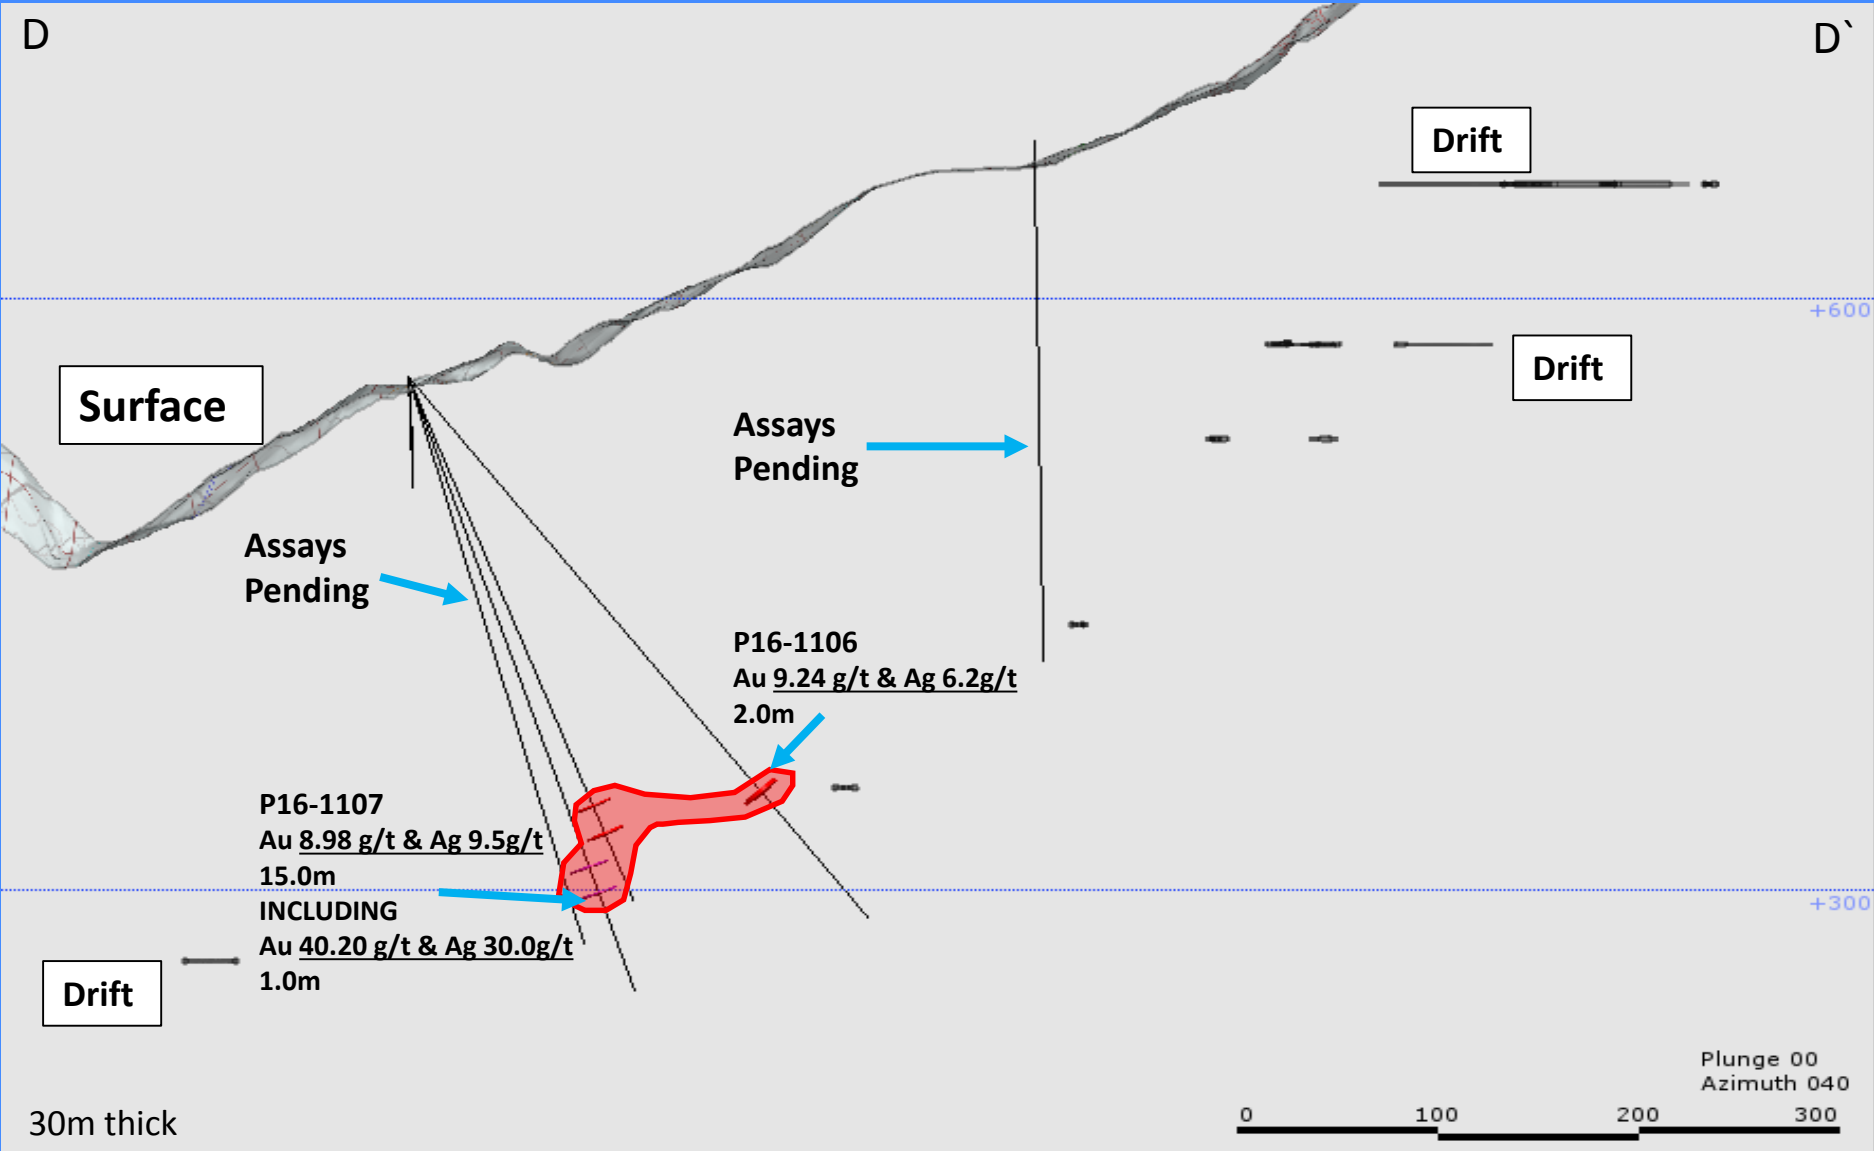 D
D`
Drift
+600
Surface
Drift
Assays
Pending
Assays
Pending
P16-1106
Au 9.24 g/t & Ag 6.2g/t
2.0m
P16-1107
Au 8.98 g/t & Ag 9.5g/t
15.0m
INCLUDING
Au 40.20 g/t & Ag 30.0g/t
1.0m
+300
Drift
Plunge 00
Azimuth 040
0 100 200 300
30m thick